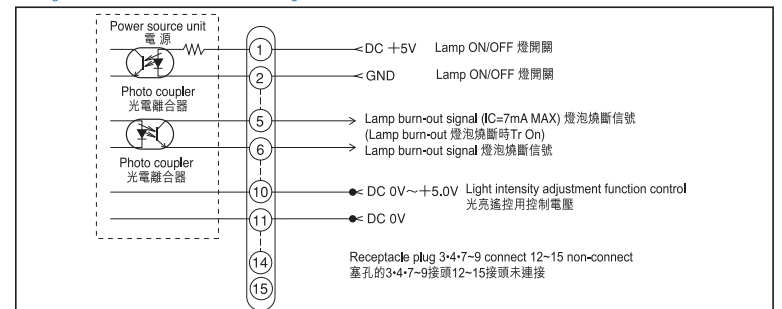 Power source unit
電 源
1
DC +5V Lamp ON/OFF 燈開關
2
GND Lamp ON/OFF 燈開關
Photo coupler
光電離合器
5
Lamp burn-out signal (IC=7mA MAX) 燈泡燒斷信號
(Lamp burn-out 燈泡燒斷時Tr On)
6
Lamp burn-out signal 燈泡燒斷信號
Photo coupler
光電離合器
10
DC 0V～+5.0V Light intensity adjustment function control
光亮遙控用控制電壓
11
DC 0V
14
Receptacle plug 3•4•7~9 connect 12~15 non-connect
塞孔的3•4•7~9接頭12~15接頭未連接
15